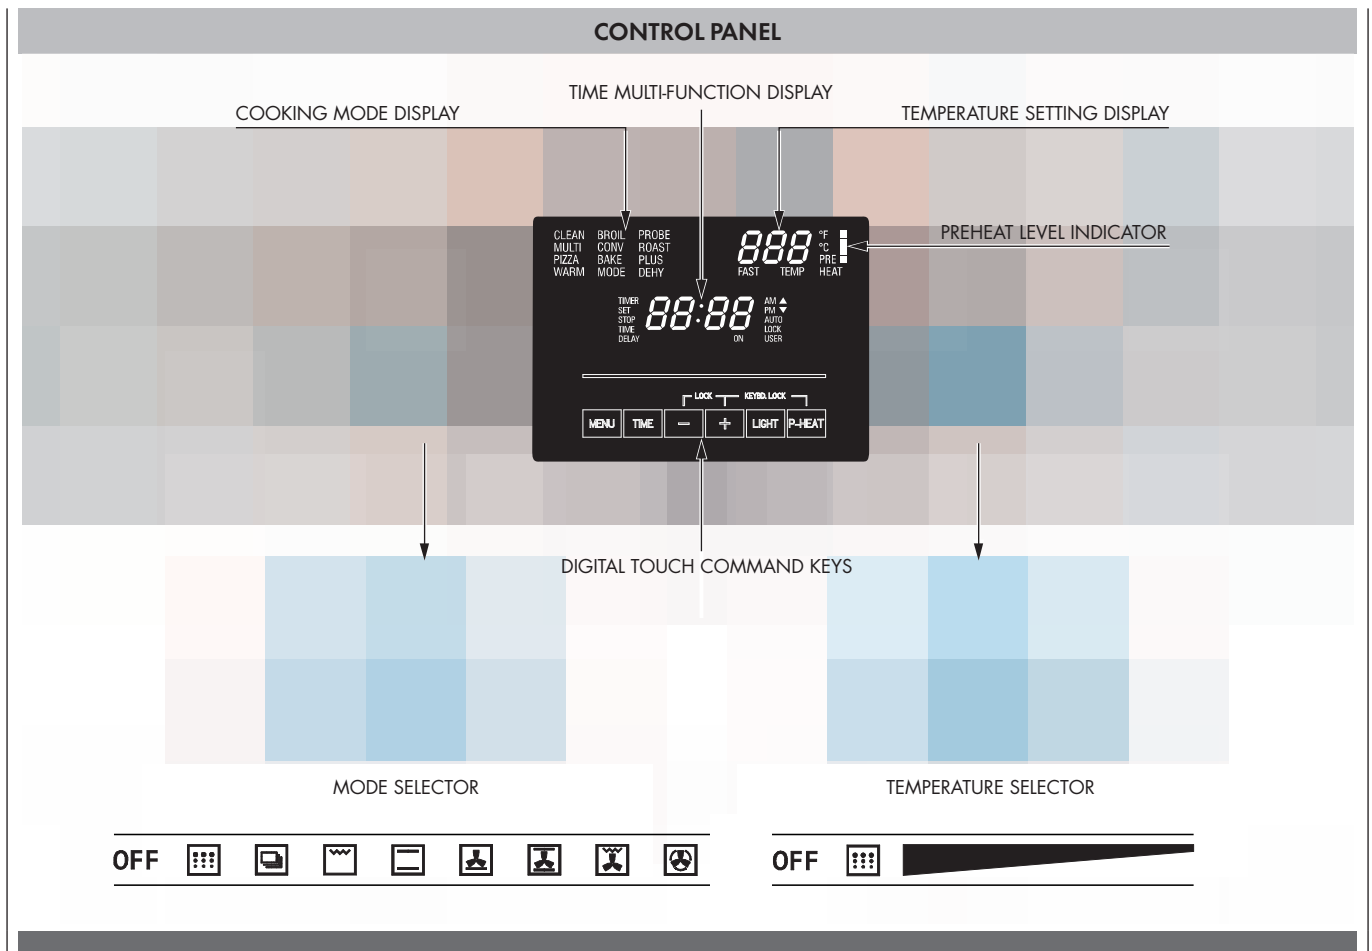 CONTROL PANEL
TIME MULTI-FUNCTION DISPLAY
COOKING MODE DISPLAY
TEMPERATURE SETTING DISPLAY
PREHEAT LEVEL INDICATOR
CLEAN BROIL PROBE
MULTI CONV ROAST
PIZZA BAKE PLUS
WARM MODE DEHY
888 °F
°C
PRE
FAST TEMP HEAT
TIMER
SET
STOP
TIME
DELAY
88:88
ON
AM ▲
PM ▼
AUTO
LOCK
USER
LOCK KEYBD. LOCK
MENU TIME – + LIGHT P-HEAT
DIGITAL TOUCH COMMAND KEYS
MODE SELECTOR
TEMPERATURE SELECTOR
OFF
OFF